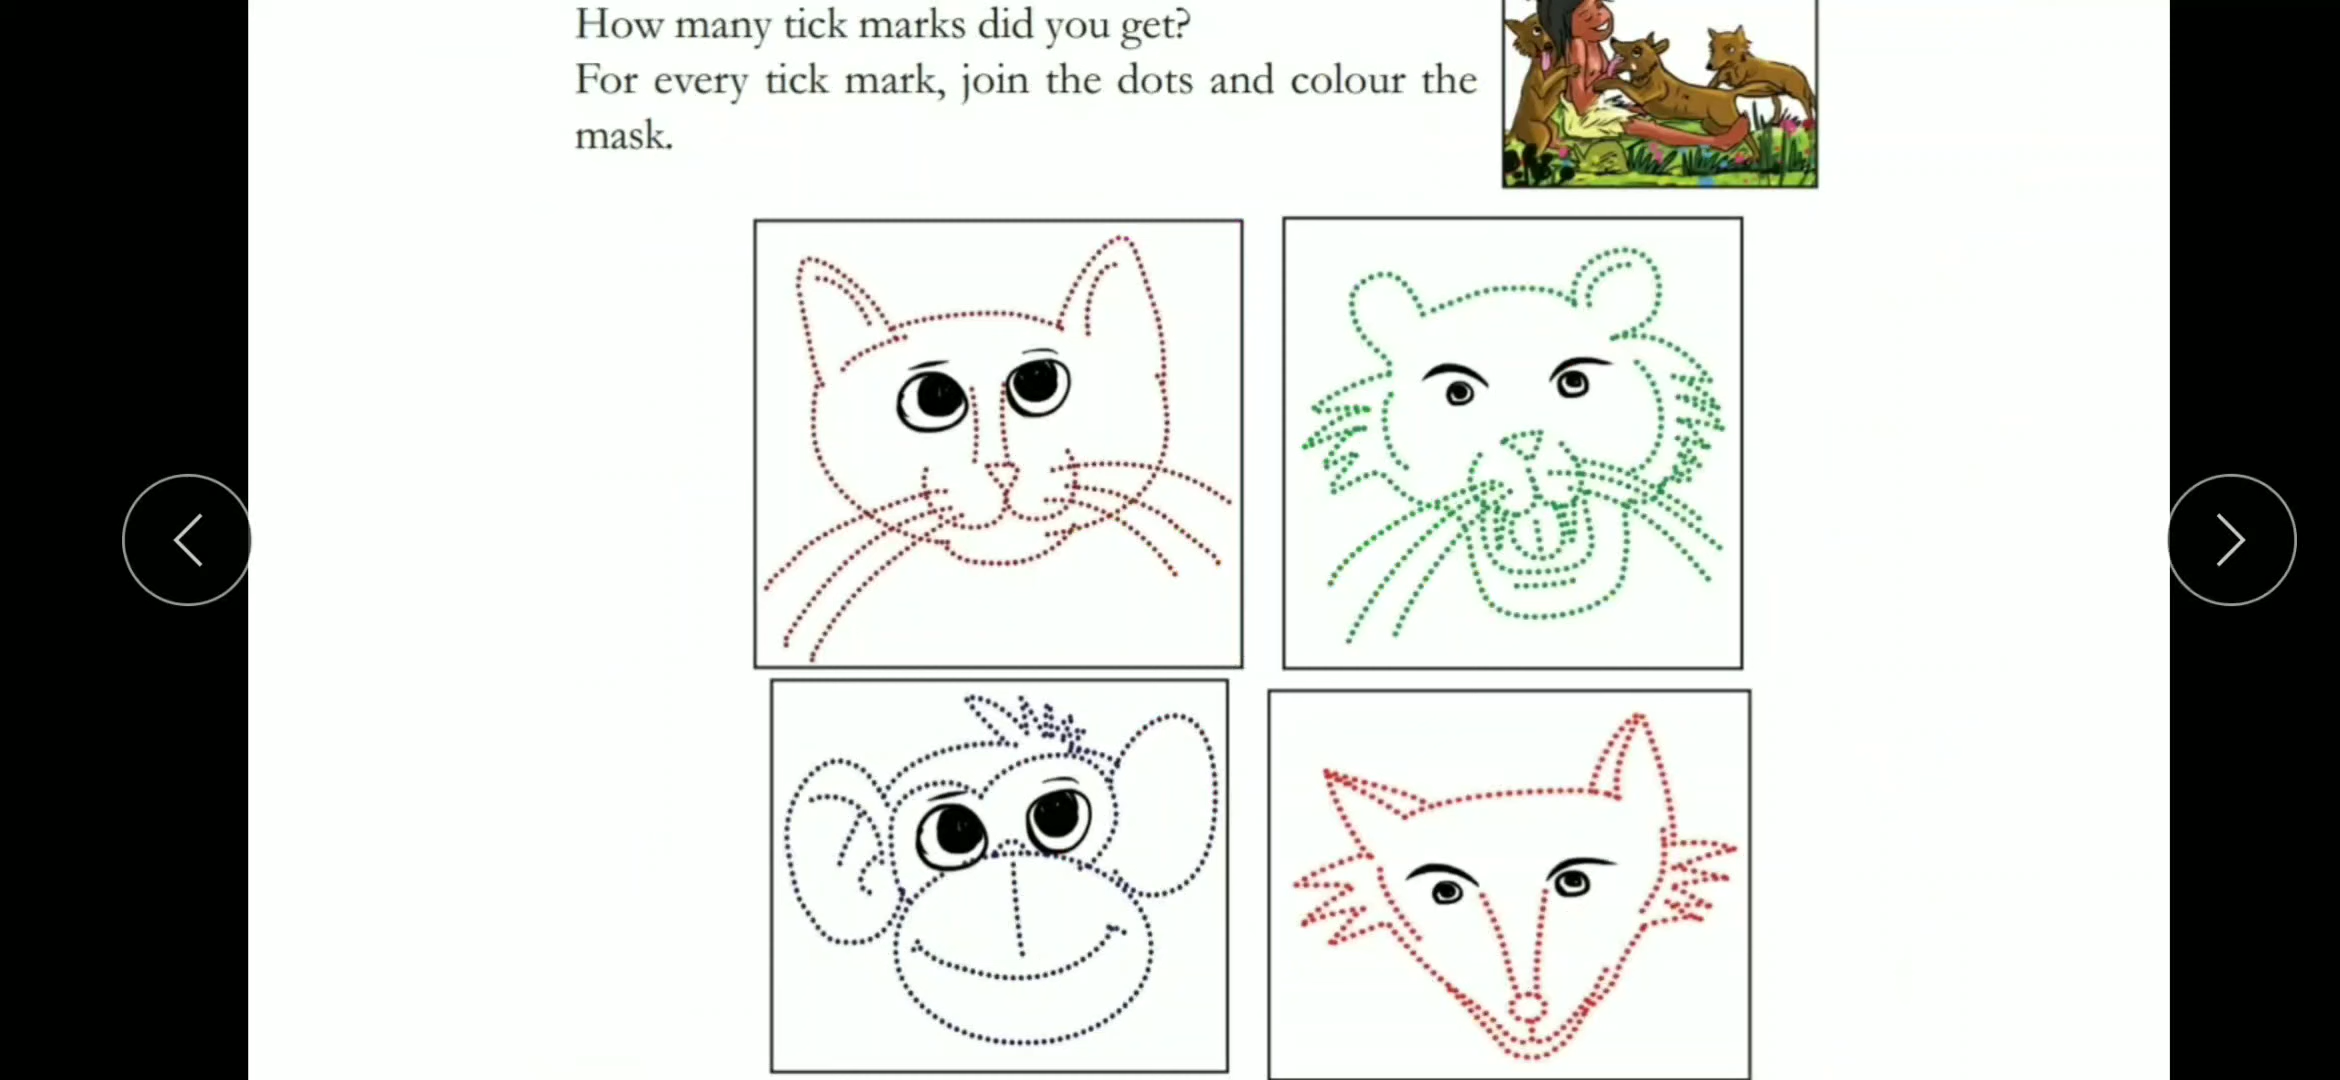 How many tick marks did you get?
For every tick mark, join the dots and colour the
mask.